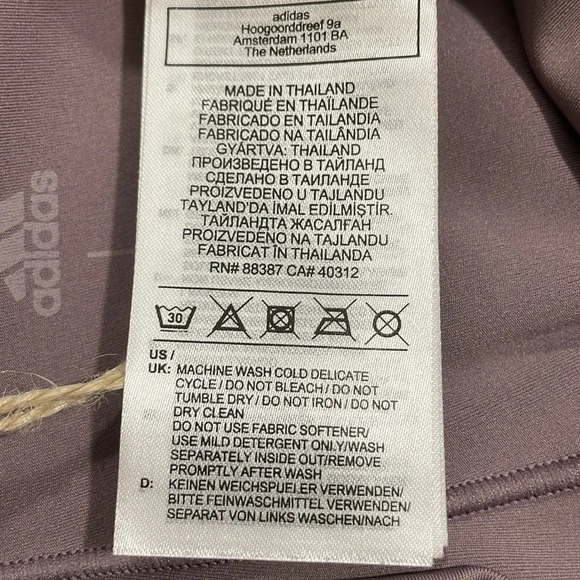 adidas
Hoogoorddreef 9a
Amsterdam 1101 BA
The Netherlands
MADE IN THAILAND
FABRIQUÉ EN THAÏLANDE
FABRICADO EN TAILANDIA
FABRICADO NA TAILÂNDIA
GYÁRTVA: THAILAND
ПРОИЗВЕДЕНО В ТАЙЛАНД
СДЕЛАНО В ТАИЛАНДЕ
PROIZVEDENO U TAJLANDU
TAYLAND'DA İMAL EDİLMİŞTİR.
ТАЙЛАНДТА ЖАСАЛҒАН
PROIZVEDENO NA TAJLANDU
FABRICAT ÎN THAILANDA
RN# 88387 CA# 40312
30
US /
UK: MACHINE WASH COLD DELICATE
CYCLE / DO NOT BLEACH / DO NOT
TUMBLE DRY / DO NOT IRON / DO NOT
DRY CLEAN
DO NOT USE FABRIC SOFTENER/
USE MILD DETERGENT ONLY/WASH
SEPARATELY INSIDE OUT/REMOVE
PROMPTLY AFTER WASH
D: KEINEN WEICHSPUELER VERWENDEN/
BITTE FEINWASCHMITTEL VERWENDEN/
SEPARAT VON LINKS WASCHEN/NACH
adidas